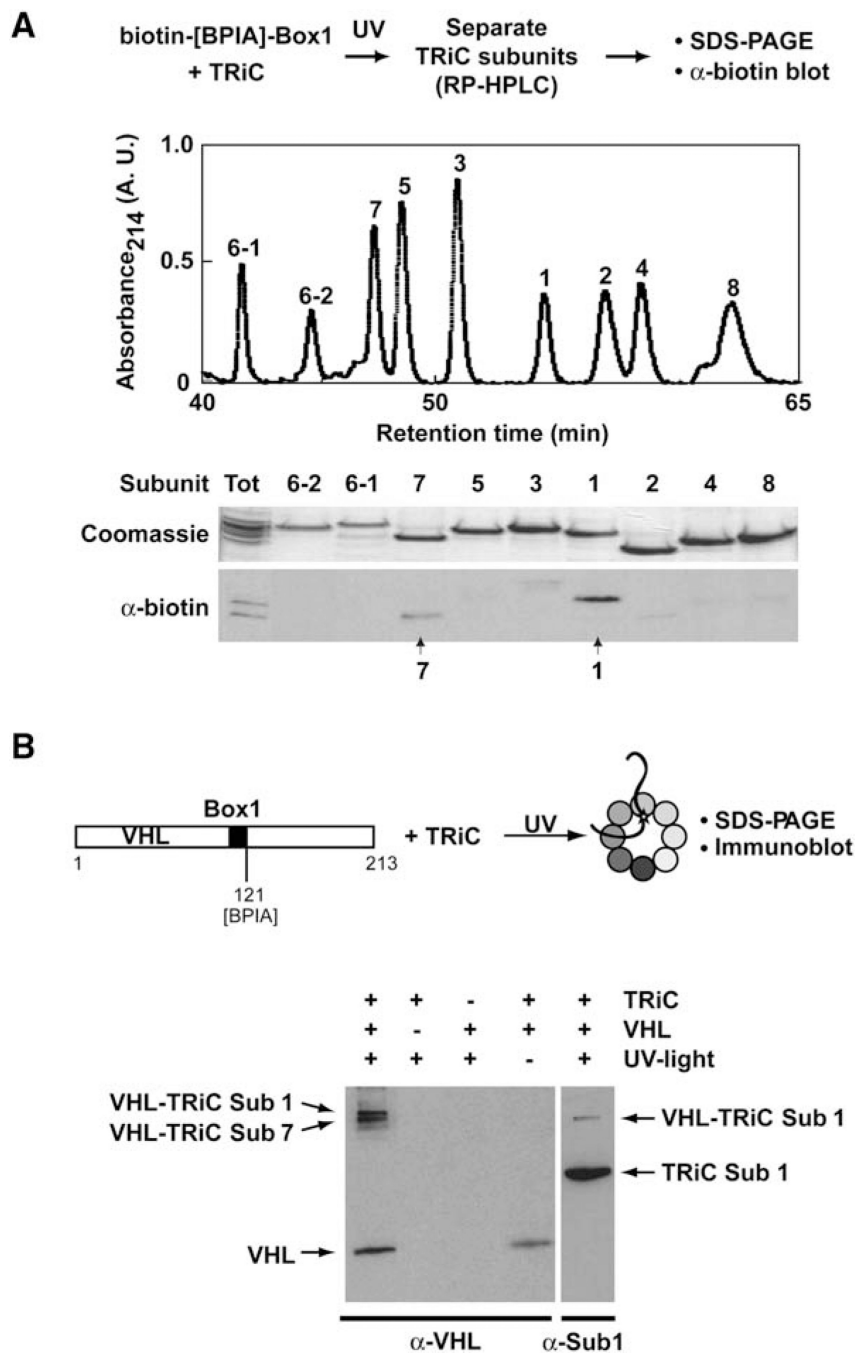 A
biotin-[BPIA]-Box1
+ TRiC
UV
Separate
TRiC subunits
(RP-HPLC)
• SDS-PAGE
• α-biotin blot
Absorbance214 (A. U.)
1.0
0.5
0
6-1
6-2
7
5
3
1
2
4
8
40
50
65
Retention time (min)
Subunit Tot 6-2 6-1 7 5 3 1 2 4 8
Coomassie
α-biotin
7
1
B
Box1
VHL
1
213
121
[BPIA]
+ TRiC
UV
• SDS-PAGE
• Immunoblot
+ + - + + TRiC
+ - + + + VHL
+ + + - + UV-light
VHL-TRiC Sub 1
VHL-TRiC Sub 7
VHL
VHL-TRiC Sub 1
TRiC Sub 1
α-VHL
α-Sub1